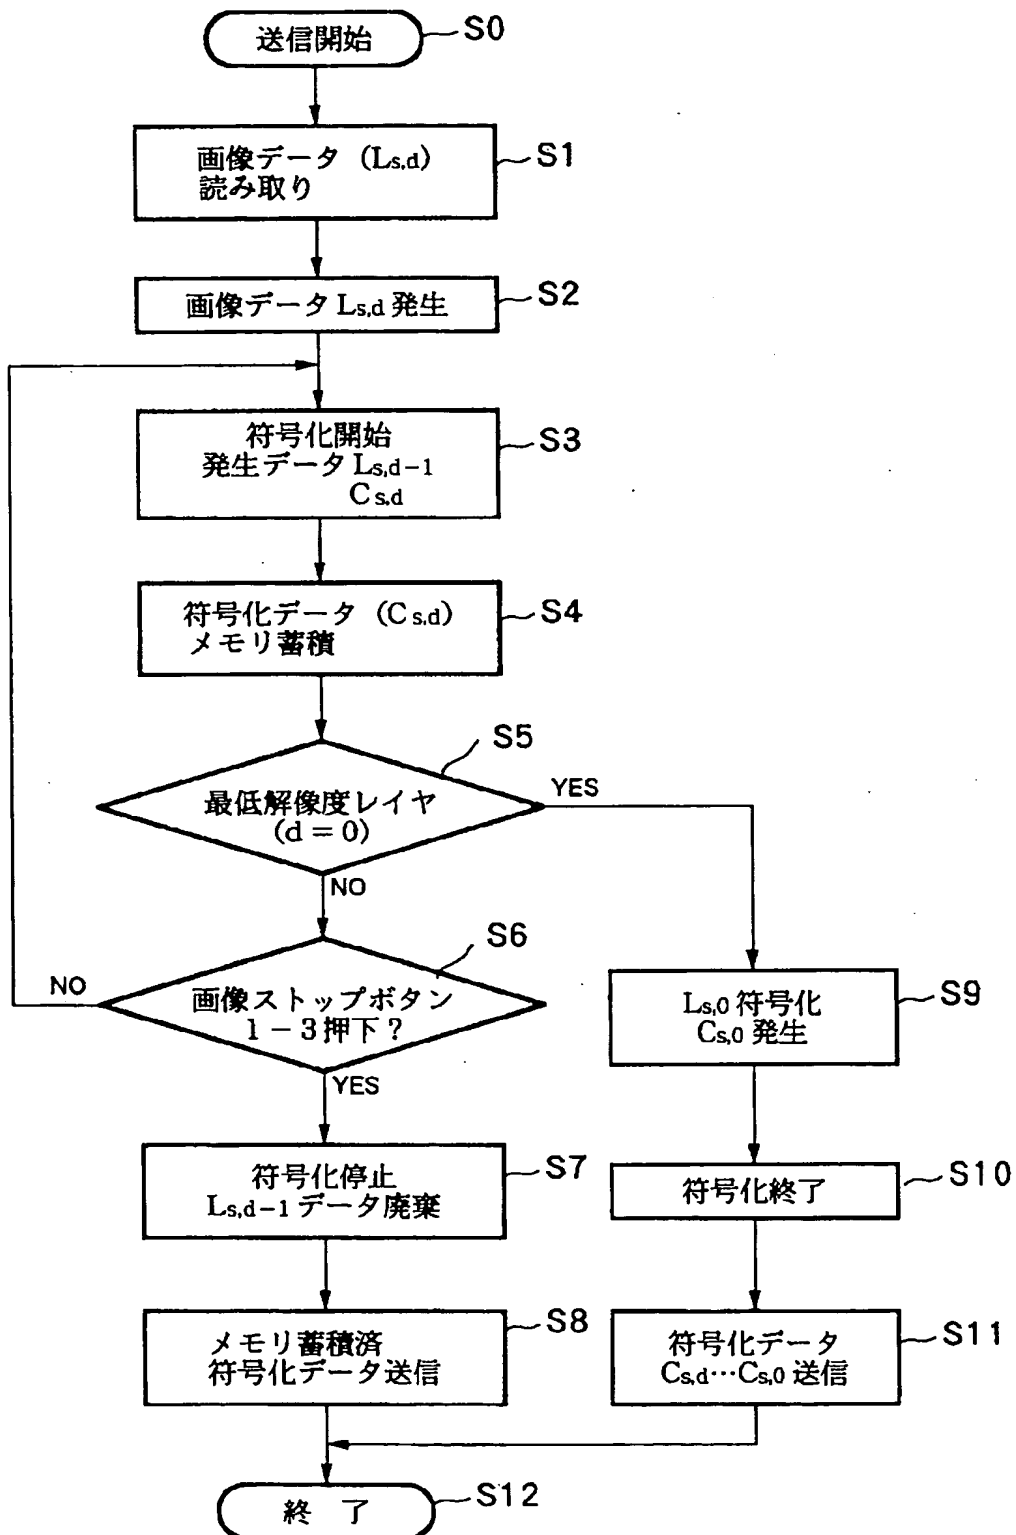 送信開始
S0
画像データ (Ls,d)
読み取り
S1
画像データ Ls,d 発生
S2
符号化開始
発生データ Ls,d-1
Cs,d
S3
符号化データ (Cs,d)
メモリ蓄積
S4
S5
最低解像度レイヤ
(d = 0)
YES
NO
S6
画像ストップボタン
1-3押下?
NO
YES
S9
Ls,0 符号化
Cs,0 発生
S7
符号化停止
Ls,d-1 データ廃棄
S10
符号化終了
S8
メモリ蓄積済
符号化データ送信
S11
符号化データ
Cs,d…Cs,0 送信
終 了
S12